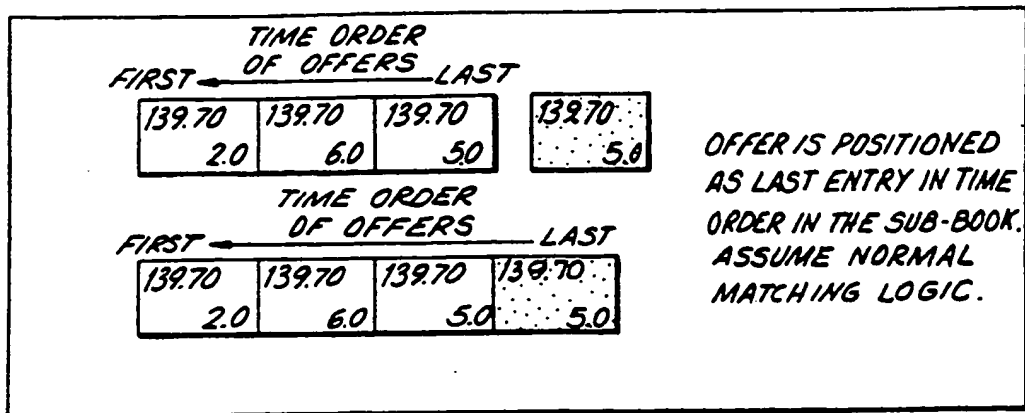 TIME ORDER
OF OFFERS
FIRST LAST
139.70 139.70 139.70 139.70
2.0 6.0 5.0 5.0
TIME ORDER
OF OFFERS
FIRST LAST
139.70 139.70 139.70 139.70
2.0 6.0 5.0 5.0
OFFER IS POSITIONED
AS LAST ENTRY IN TIME
ORDER IN THE SUB-BOOK.
ASSUME NORMAL
MATCHING LOGIC.